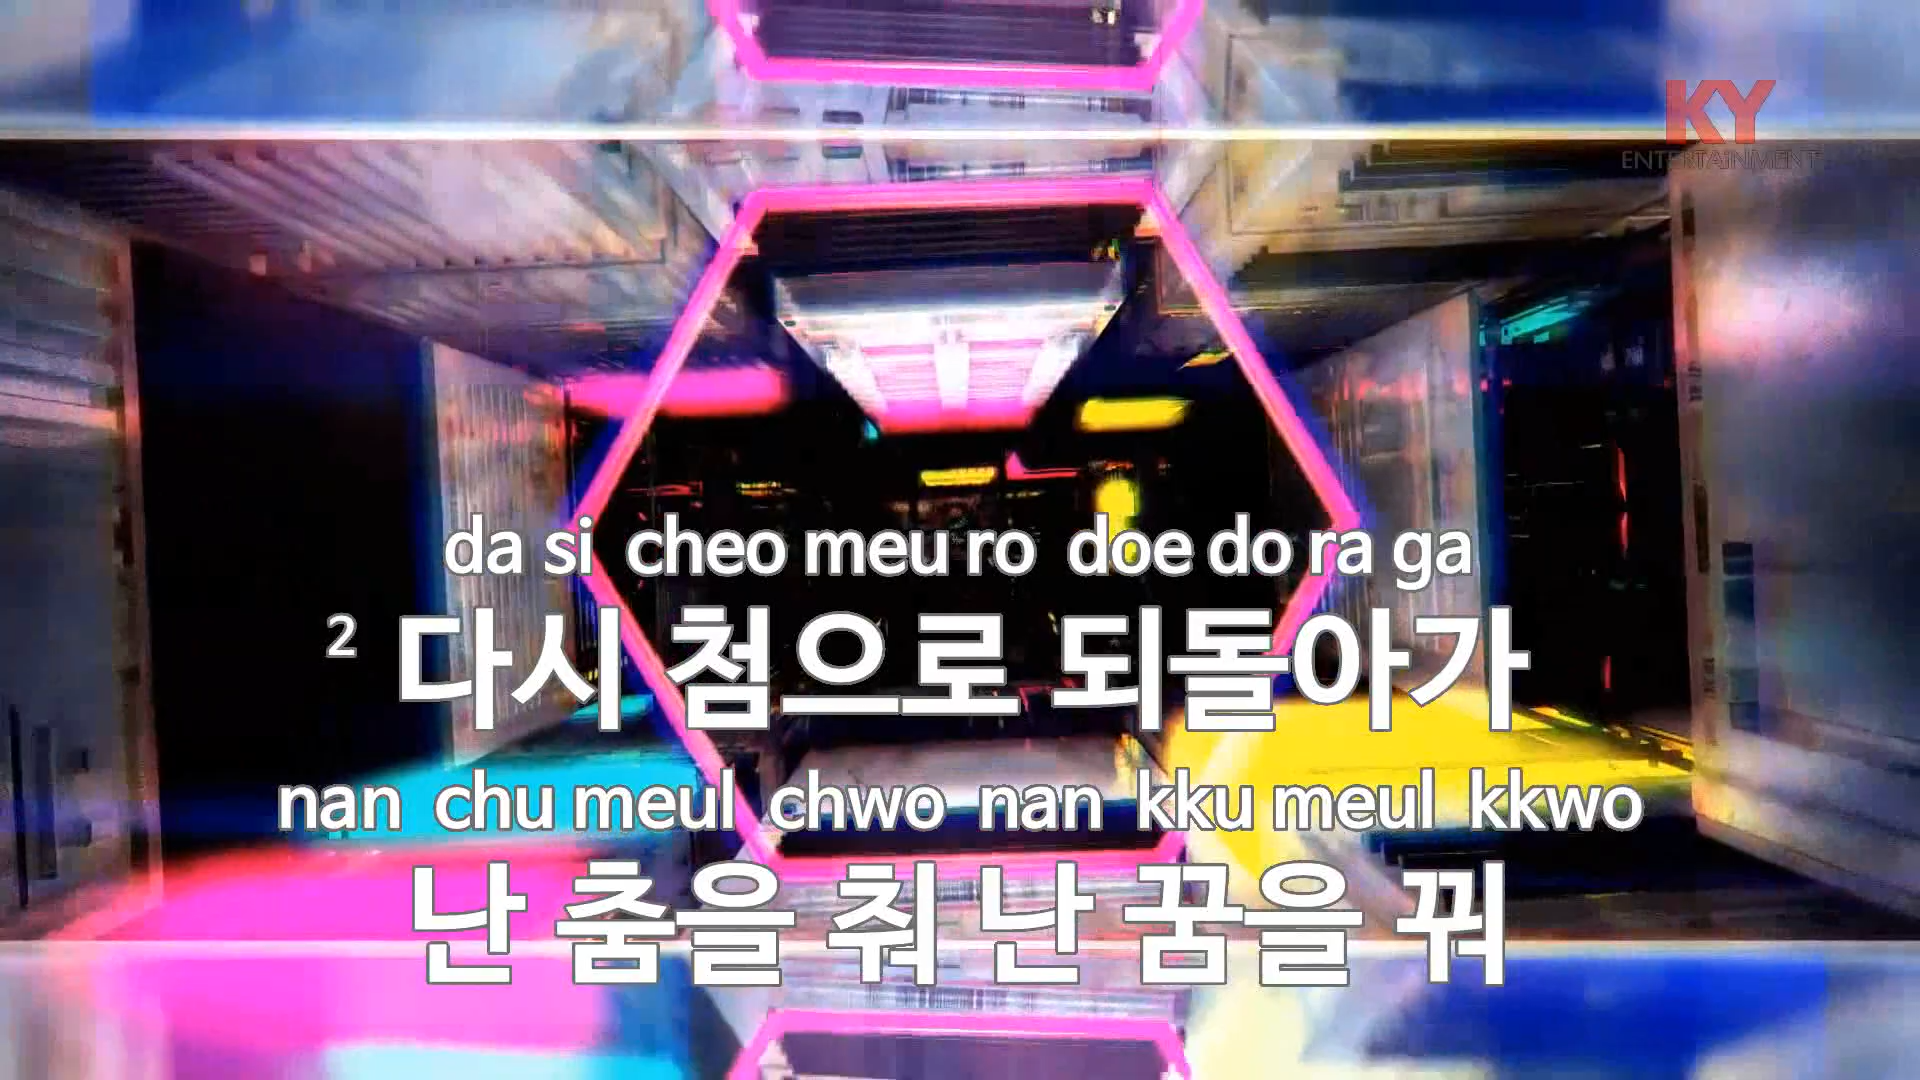 KY
ENTERTAINMENT
da si cheo meu ro doe do ra ga
2 다시 첨으로 되돌아가
nan chu meul chwo nan kku meul kkwo
난 춤을 춰 난 꿈을 꿔